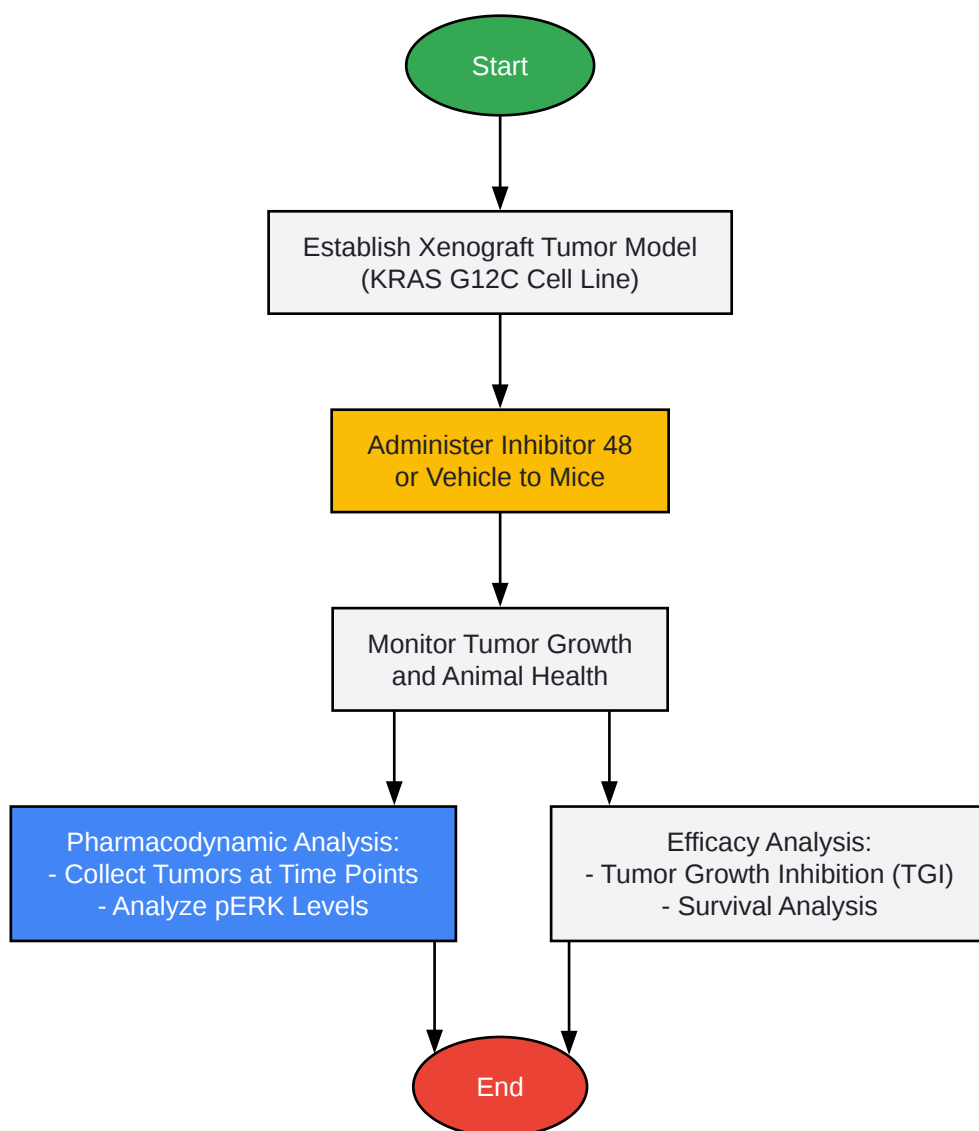 Start
Establish Xenograft Tumor Model
(KRAS G12C Cell Line)
Administer Inhibitor 48
or Vehicle to Mice
Monitor Tumor Growth
and Animal Health
Pharmacodynamic Analysis:
- Collect Tumors at Time Points
- Analyze pERK Levels
Efficacy Analysis:
- Tumor Growth Inhibition (TGI)
- Survival Analysis
End